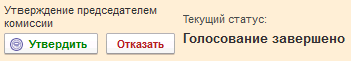 Утверждение председателем
комиссии
Утвердить
Отказать
Текущий статус:
Голосование завершено